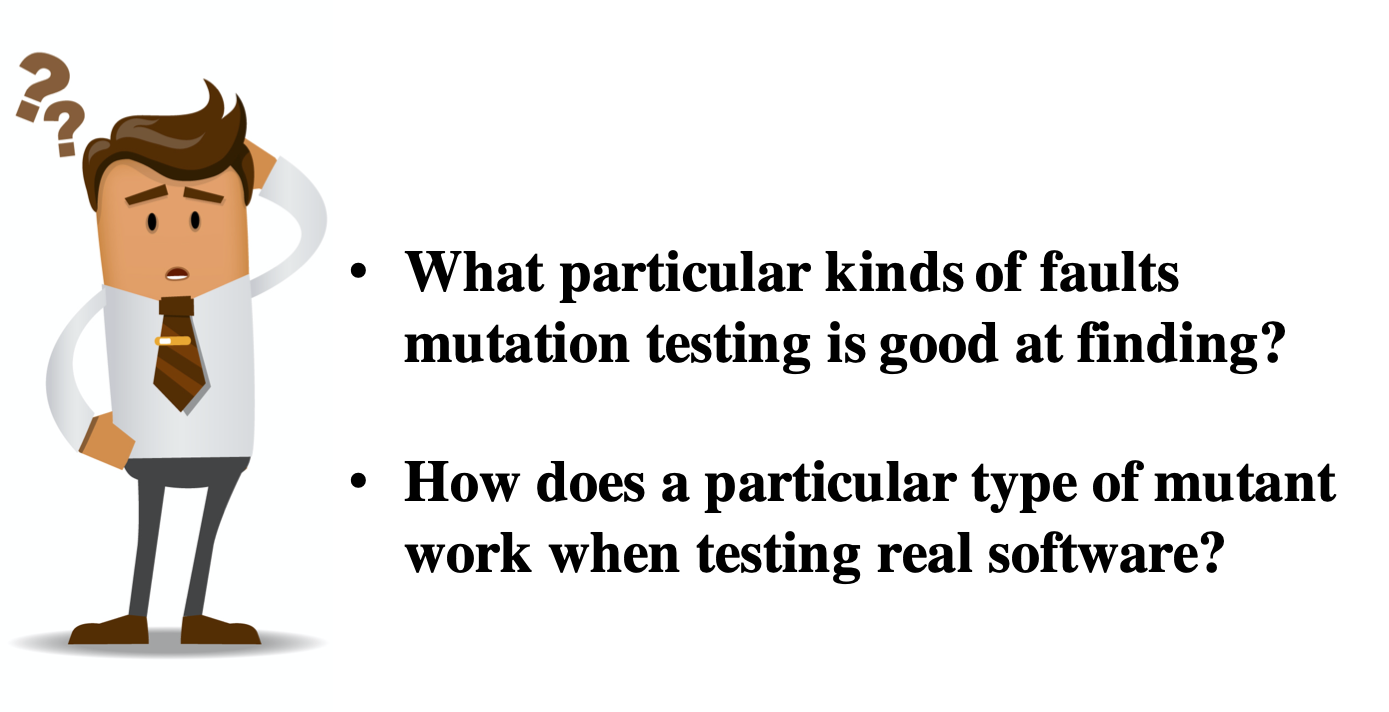 • What particular kinds of faults
mutation testing is good at finding?
• How does a particular type of mutant
work when testing real software?